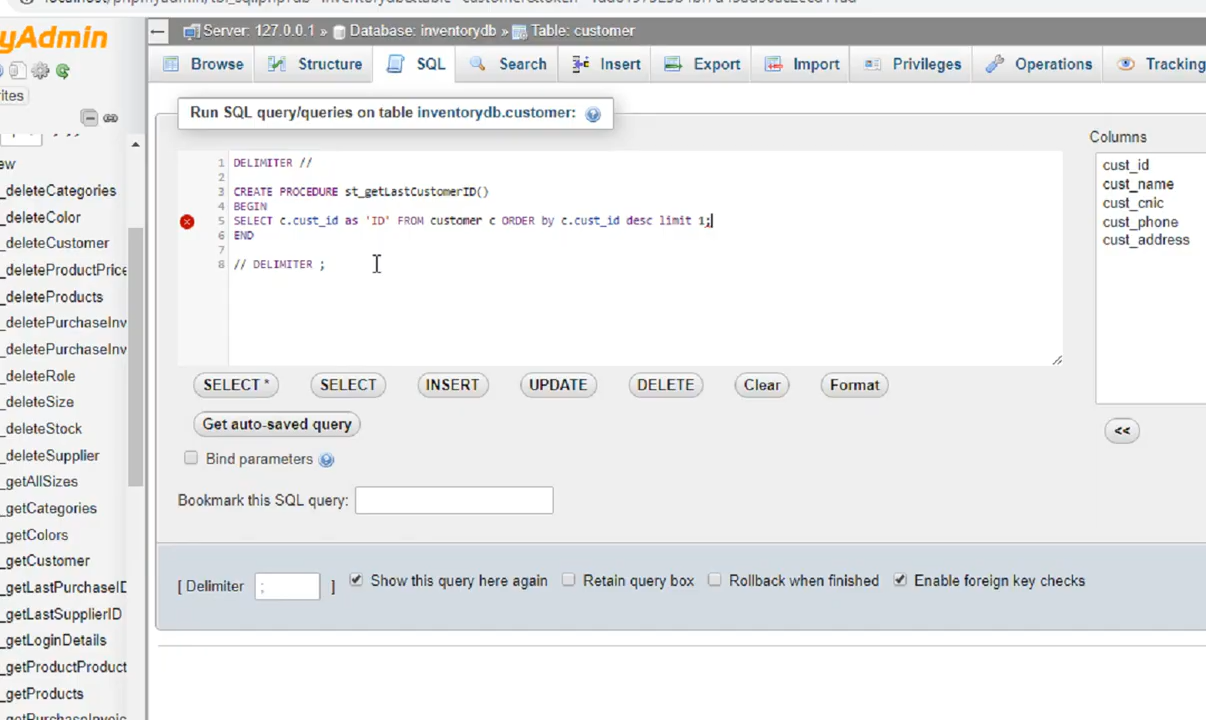 yAdmin
Server: 127.0.0.1 » Database: inventorydb » Table: customer
Browse Structure SQL Search Insert Export Import Privileges Operations Tracking
ites
Run SQL query/queries on table inventorydb.customer:
1 DELIMITER //
2
3 CREATE PROCEDURE st_getLastCustomerID()
4 BEGIN
5 SELECT c.cust_id as 'ID' FROM customer c ORDER by c.cust_id desc limit 1;
6 END
7
8 // DELIMITER ;
Columns
cust_id
cust_name
cust_cnic
cust_phone
cust_address
<<
SELECT * SELECT INSERT UPDATE DELETE Clear Format
Get auto-saved query
Bind parameters
Bookmark this SQL query:
[ Delimiter ; ] Show this query here again Retain query box Rollback when finished Enable foreign key checks
ew
_deleteCategories
_deleteColor
_deleteCustomer
_deleteProductPrice
_deleteProducts
_deletePurchaseInv
_deletePurchaseInv
_deleteRole
_deleteSize
_deleteStock
_deleteSupplier
_getAllSizes
_getCategories
_getColors
_getCustomer
_getLastPurchaseID
_getLastSupplierID
_getLoginDetails
_getProductProduct
_getProducts